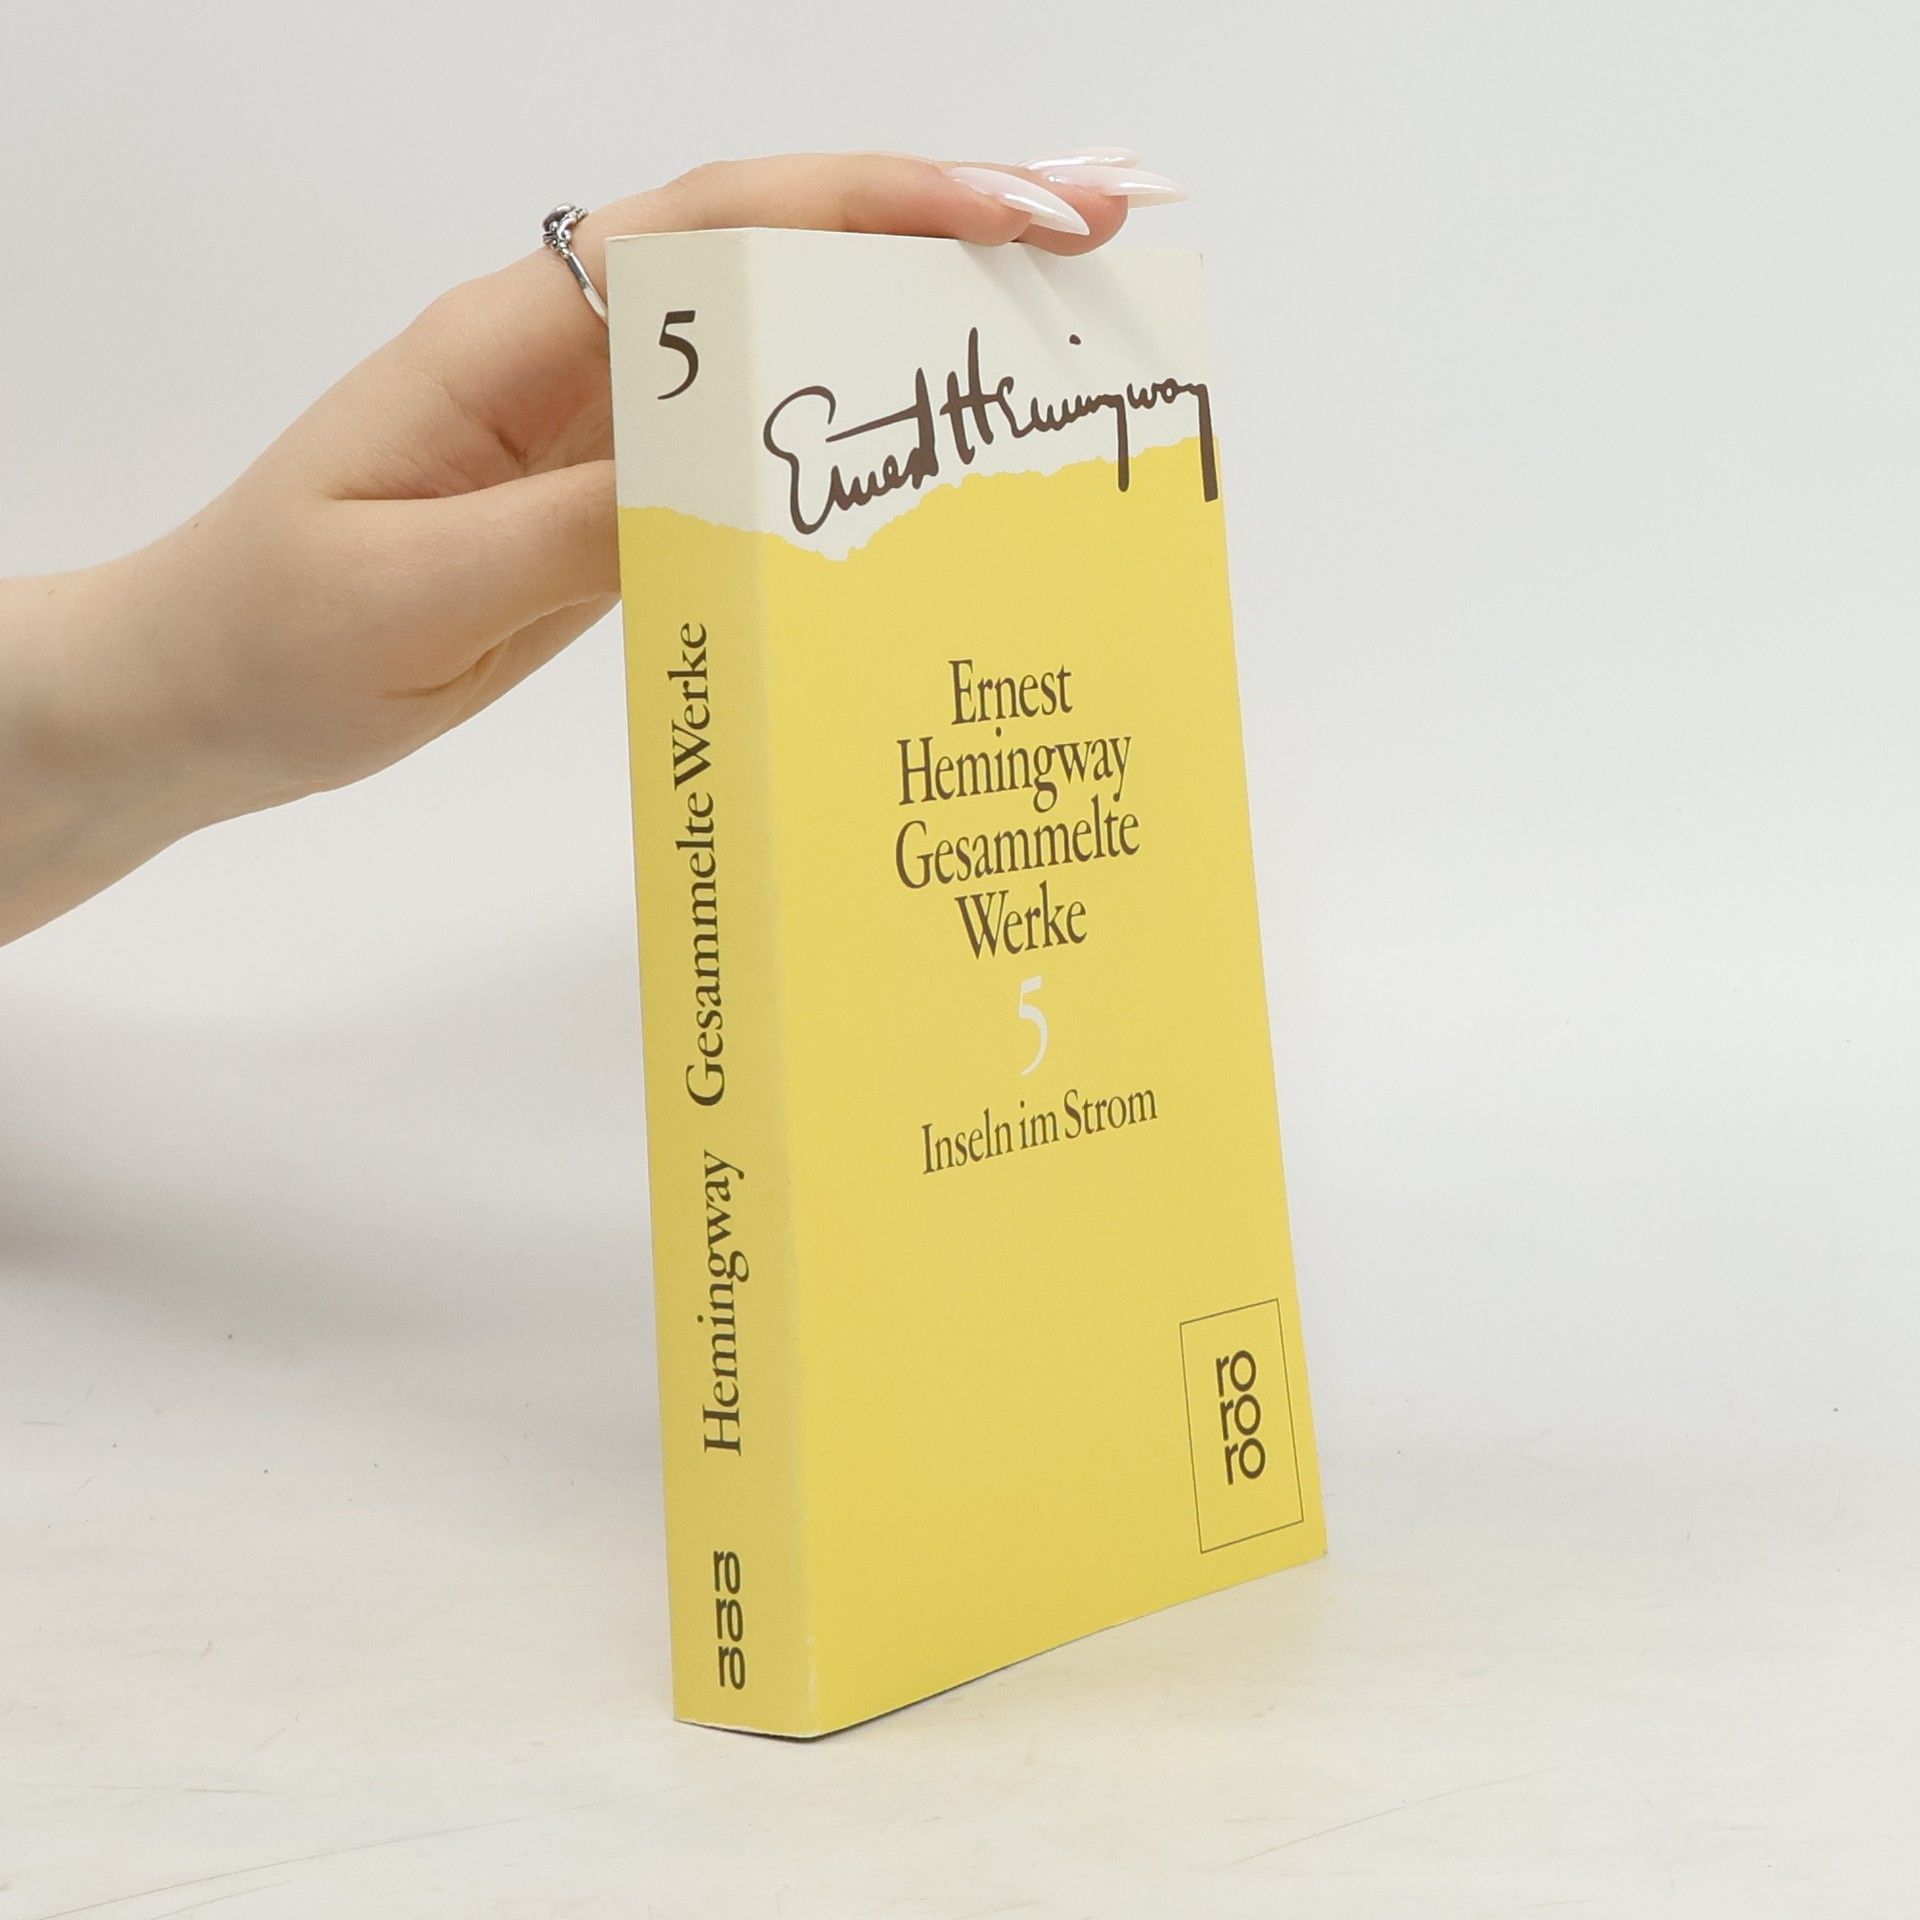 5
Hemingway Gesammelte Werke
ro
ro
ro
Ernest Hemingway
Ernest
Hemingway
Gesammelte
Werke
5
Inseln im Strom
ro
ro
ro